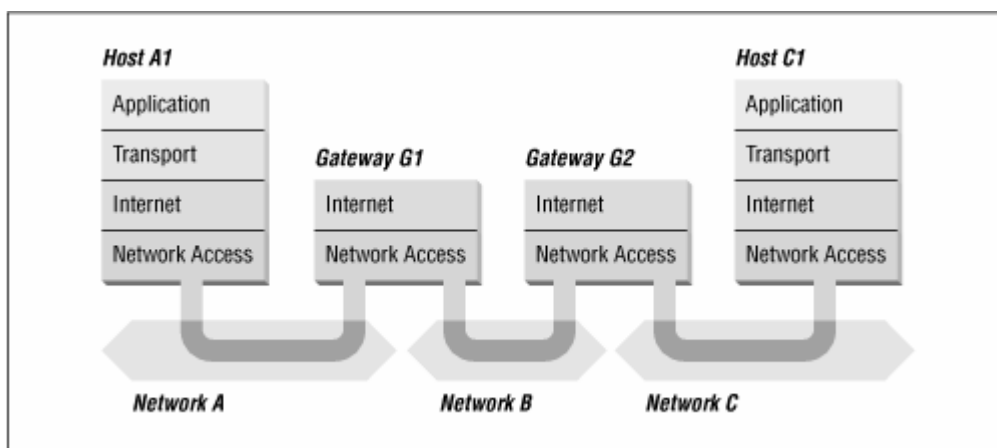 Host A1
Application
Transport
Internet
Network Access
Gateway G1
Internet
Network Access
Gateway G2
Internet
Network Access
Host C1
Application
Transport
Internet
Network Access
Network A
Network B
Network C